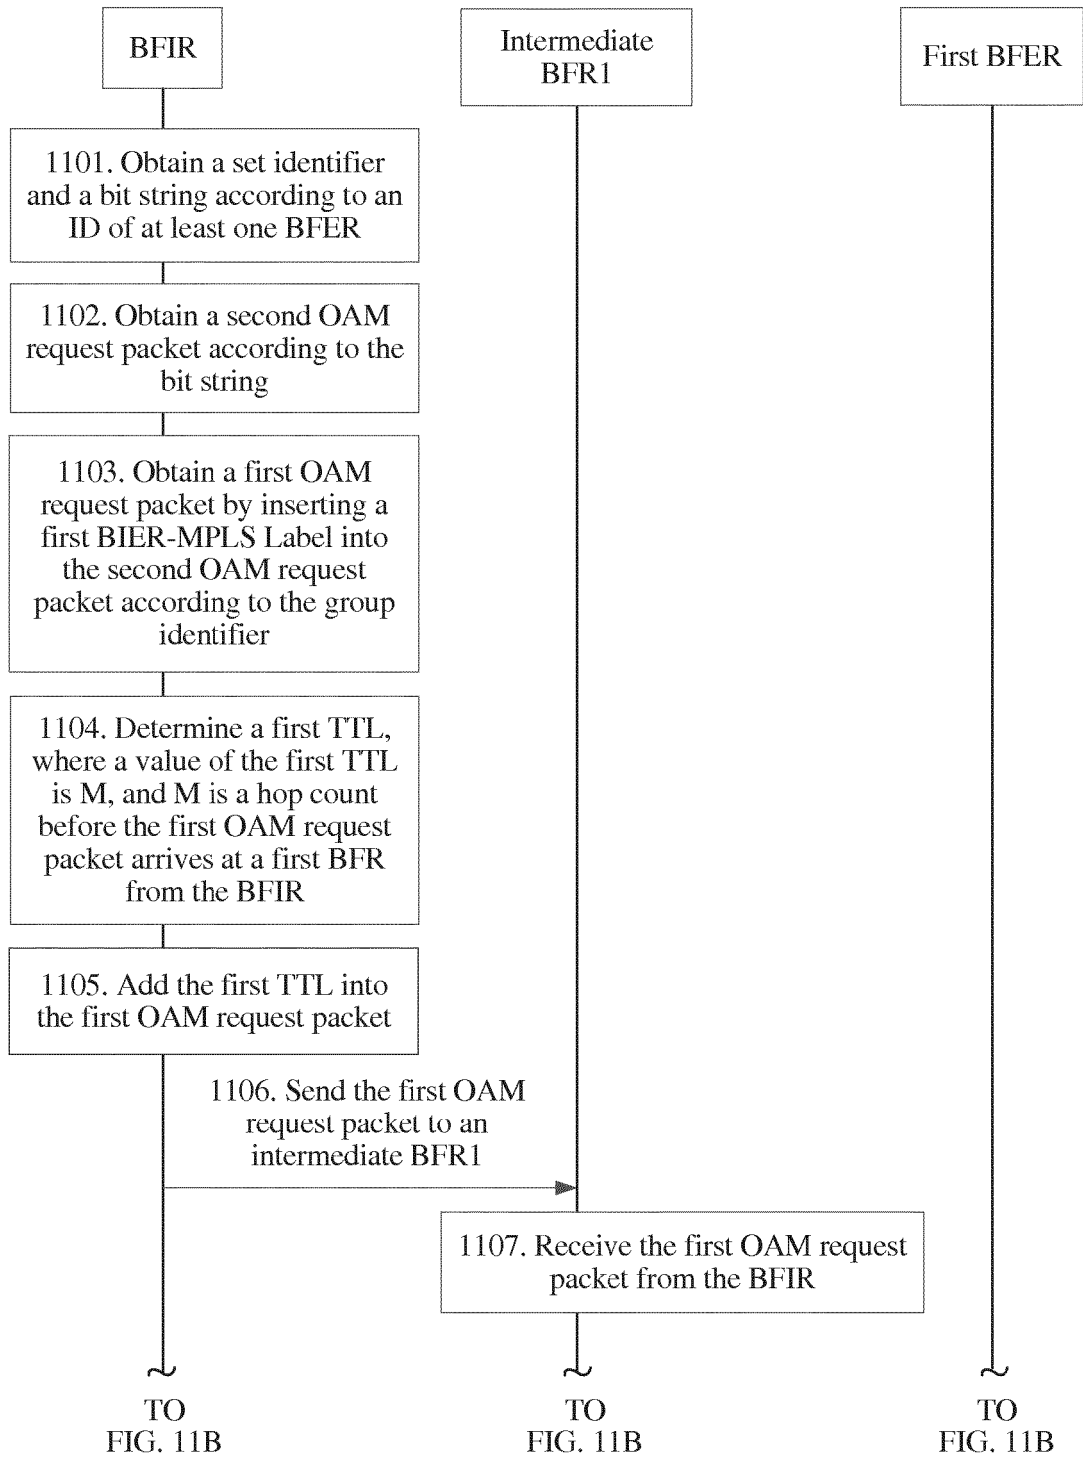 BFIR
Intermediate
BFR1
First BFER
1101. Obtain a set identifier
and a bit string according to an
ID of at least one BFER
1102. Obtain a second OAM
request packet according to the
bit string
1103. Obtain a first OAM
request packet by inserting a
first BIER-MPLS Label into
the second OAM request
packet according to the group
identifier
1104. Determine a first TTL,
where a value of the first TTL
is M, and M is a hop count
before the first OAM request
packet arrives at a first BFR
from the BFIR
1105. Add the first TTL into
the first OAM request packet
1106. Send the first OAM
request packet to an
intermediate BFR1
1107. Receive the first OAM request
packet from the BFIR
TO
FIG. 11B
TO
FIG. 11B
TO
FIG. 11B